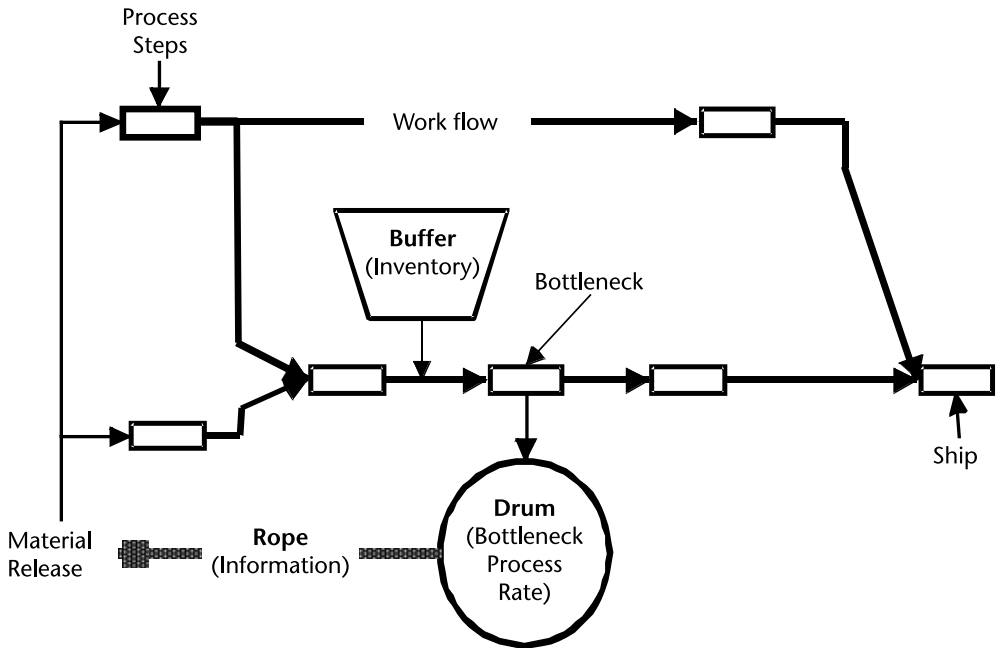 Process
Steps
Work flow
Buffer
(Inventory)
Bottleneck
Ship
Material
Release
Rope
(Information)
Drum
(Bottleneck
Process
Rate)